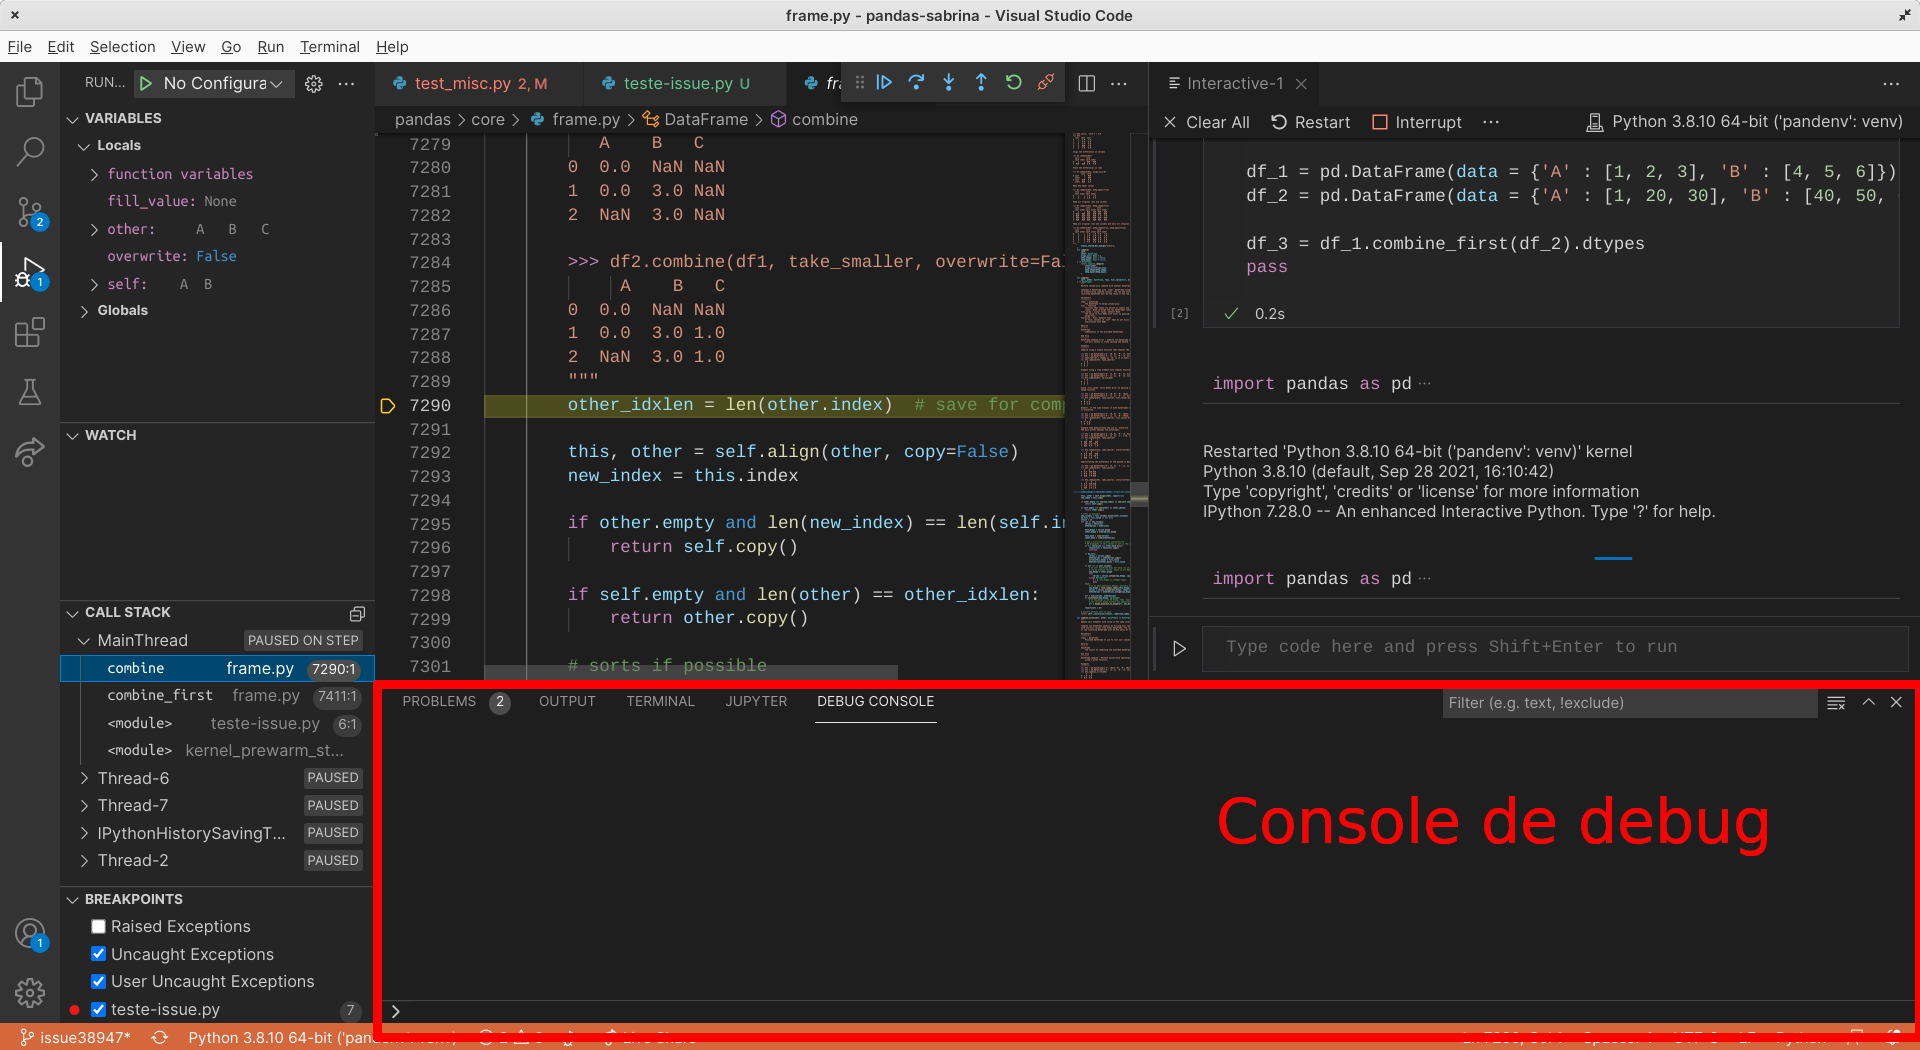 frame.py - pandas-sabrina - Visual Studio Code
File Edit Selection View Go Run Terminal Help
RUN... No Configura
VARIABLES
Locals
function variables
fill_value: None
other: A B C
overwrite: False
self: A B
Globals
WATCH
CALL STACK
MainThread PAUSED ON STEP
combine frame.py 7290:1
combine_first frame.py 7411:1
<module> teste-issue.py 6:1
<module> kernel_prewarm_st...
Thread-6 PAUSED
Thread-7 PAUSED
IPythonHistorySavingT... PAUSED
Thread-2 PAUSED
BREAKPOINTS
Raised Exceptions
Uncaught Exceptions
User Uncaught Exceptions
teste-issue.py 7
2
1
1
test_misc.py 2, M teste-issue.py U
pandas > core > frame.py > DataFrame > combine
7279 A B C
7280 0 0.0 NaN NaN
7281 1 0.0 3.0 NaN
7282 2 NaN 3.0 NaN
7283
7284 >>> df2.combine(df1, take_smaller, overwrite=Fal
7285 A B C
7286 0 0.0 NaN NaN
7287 1 0.0 3.0 1.0
7288 2 NaN 3.0 1.0
7289 """
7290 other_idxlen = len(other.index) # save for comp
7291
7292 this, other = self.align(other, copy=False)
7293 new_index = this.index
7294
7295 if other.empty and len(new_index) == len(self.in
7296 return self.copy()
7297
7298 if self.empty and len(other) == other_idxlen:
7299 return other.copy()
7300
7301 # sorts if possible
Interactive-1
Clear All Restart Interrupt ··· Python 3.8.10 64-bit ('pandenv': venv)
df_1 = pd.DataFrame(data = {'A' : [1, 2, 3], 'B' : [4, 5, 6]})
df_2 = pd.DataFrame(data = {'A' : [1, 20, 30], 'B' : [40, 50,
df_3 = df_1.combine_first(df_2).dtypes
pass
[2] 0.2s
import pandas as pd ···
Restarted 'Python 3.8.10 64-bit ('pandenv': venv)' kernel
Python 3.8.10 (default, Sep 28 2021, 16:10:42)
Type 'copyright', 'credits' or 'license' for more information
IPython 7.28.0 -- An enhanced Interactive Python. Type '?' for help.
import pandas as pd ···
Type code here and press Shift+Enter to run
PROBLEMS 2 OUTPUT TERMINAL JUPYTER DEBUG CONSOLE Filter (e.g. text, !exclude)
Console de debug
issue38947* Python 3.8.10 64-bit ('pand